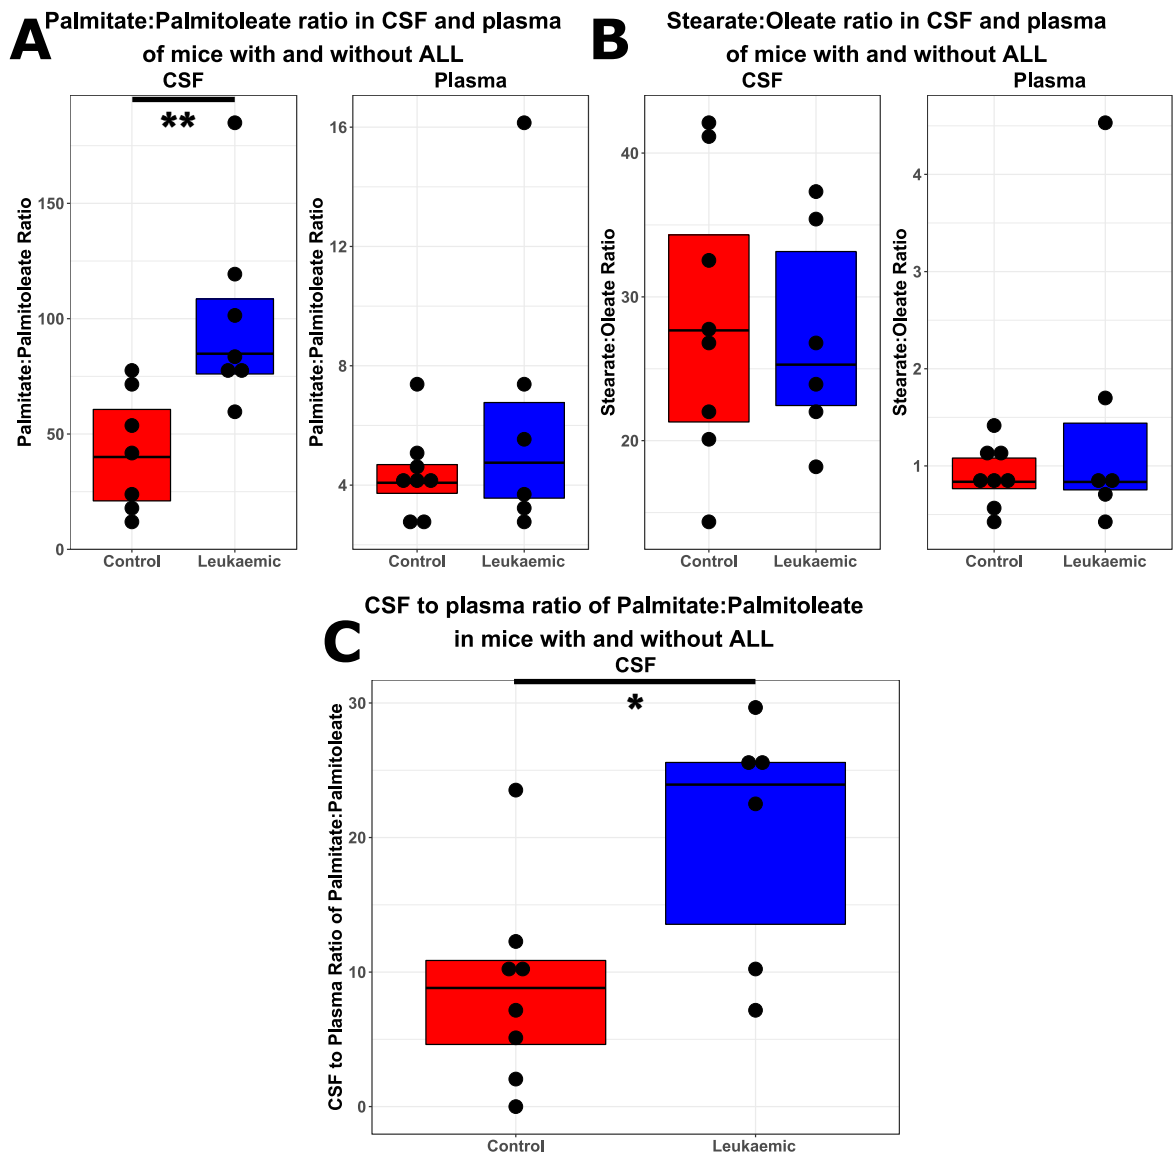 A
Palmitate:Palmitoleate ratio in CSF and plasma
of mice with and without ALL
CSF
Plasma
**
Palmitate:Palmitoleate Ratio
150
100
50
0
Control
Leukaemic
Palmitate:Palmitoleate Ratio
16
12
8
4
Control
Leukaemic
B
Stearate:Oleate ratio in CSF and plasma
of mice with and without ALL
CSF
Plasma
Stearate:Oleate Ratio
40
30
20
Control
Leukaemic
Stearate:Oleate Ratio
4
3
2
1
Control
Leukaemic
C
CSF to plasma ratio of Palmitate:Palmitoleate
in mice with and without ALL
CSF
*
CSF to Plasma Ratio of Palmitate:Palmitoleate
30
20
10
0
Control
Leukaemic